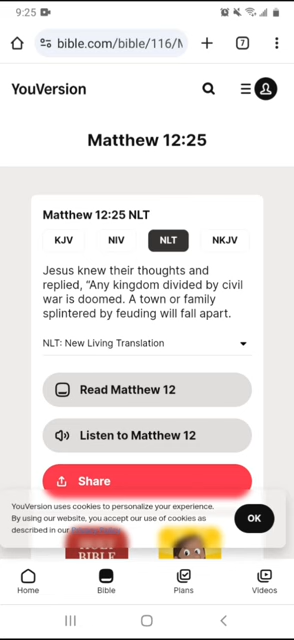 9:25
bible.com/bible/116/M
7
YouVersion
Matthew 12:25
Matthew 12:25 NLT
KJV
NIV
NLT
NKJV
Jesus knew their thoughts and
replied, “Any kingdom divided by civil
war is doomed. A town or family
splintered by feuding will fall apart.
NLT: New Living Translation
Read Matthew 12
Listen to Matthew 12
Share
YouVersion uses cookies to personalize your experience.
By using our website, you accept our use of cookies as
described in our
OK
HOLY
BIBLE
Home
Bible
Plans
Videos